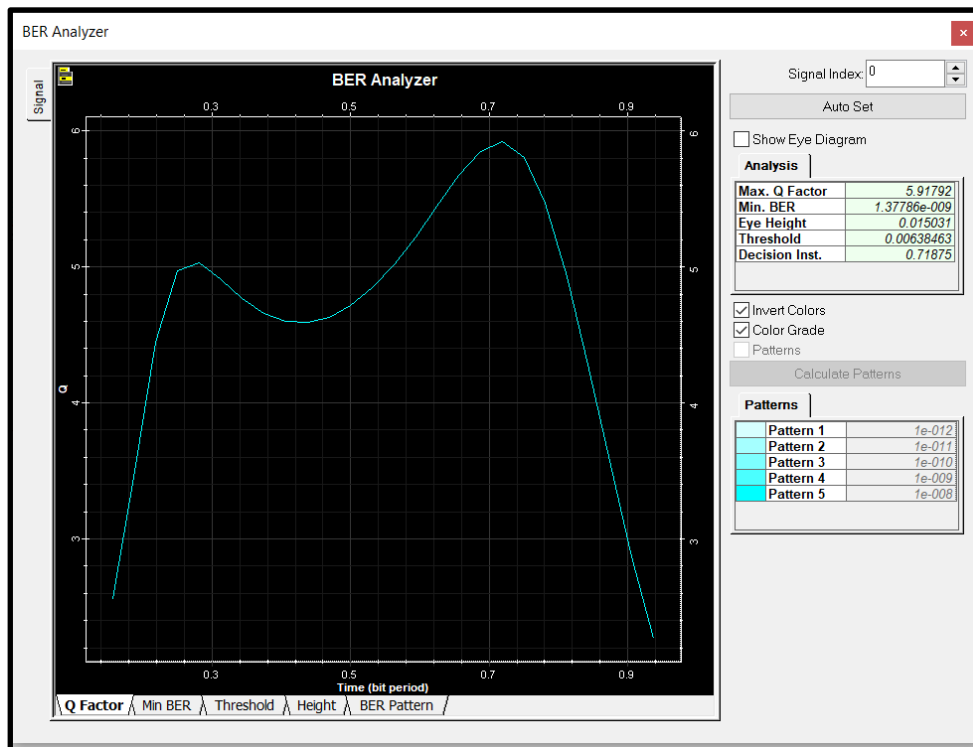 BER Analyzer
Signal
BER Analyzer
0.3 0.5 0.7 0.9
6 6
5 5
Q
4 4
3 3
0.3 0.5 0.7 0.9
Time (bit period)
Q Factor Min BER Threshold Height BER Pattern
Signal Index: 0
Auto Set
Show Eye Diagram
Analysis
Max. Q Factor 5.91792
Min. BER 1.37786e-009
Eye Height 0.015031
Threshold 0.00638463
Decision Inst. 0.71875
Invert Colors
Color Grade
Patterns
Calculate Patterns
Patterns
Pattern 1 1e-012
Pattern 2 1e-011
Pattern 3 1e-010
Pattern 4 1e-009
Pattern 5 1e-008